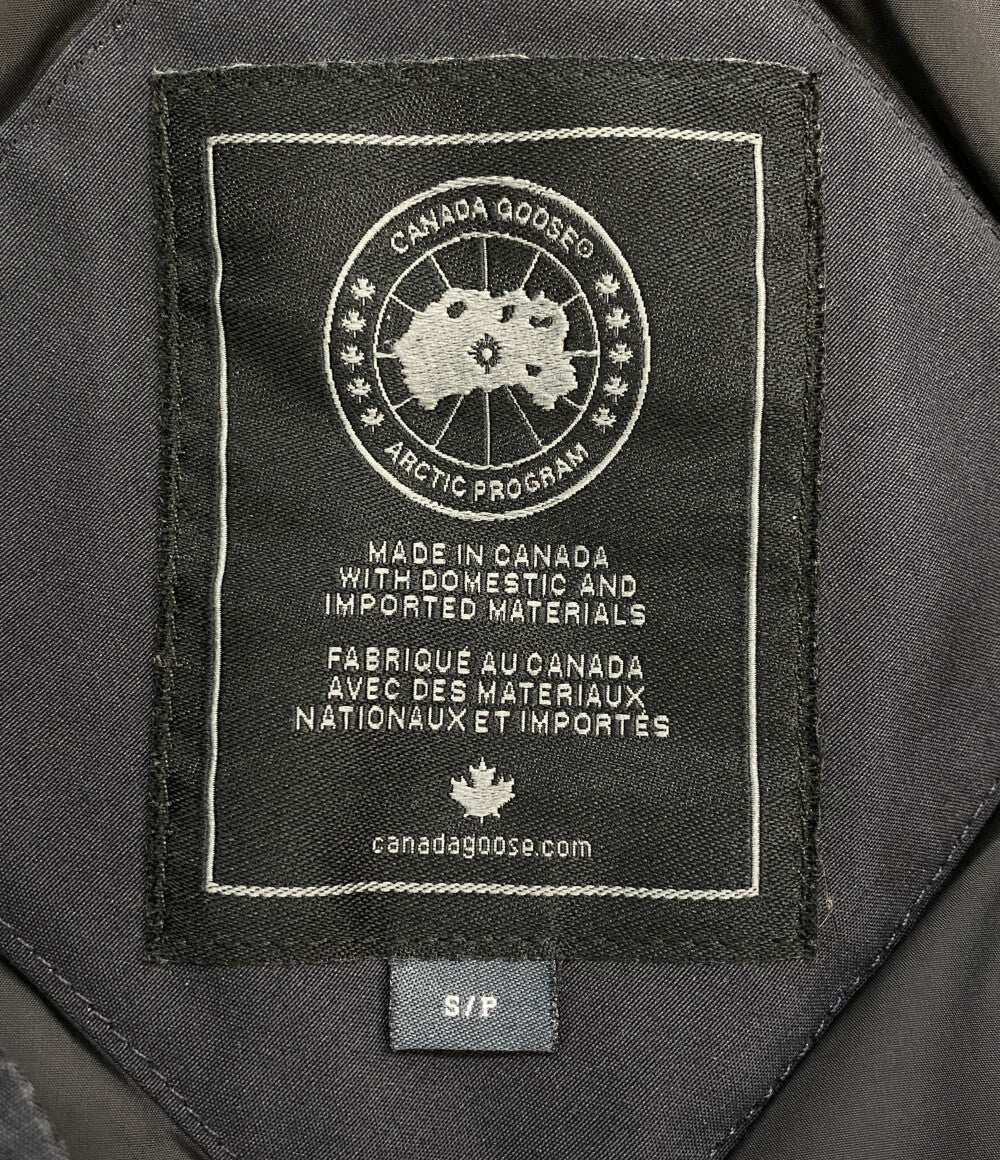 CANADA GOOSE®
ARCTIC PROGRAM
MADE IN CANADA
WITH DOMESTIC AND
IMPORTED MATERIALS
FABRIQUÉ AU CANADA
AVEC DES MATERIAUX
NATIONAUX ET IMPORTÉS
canadagoose.com
S/P